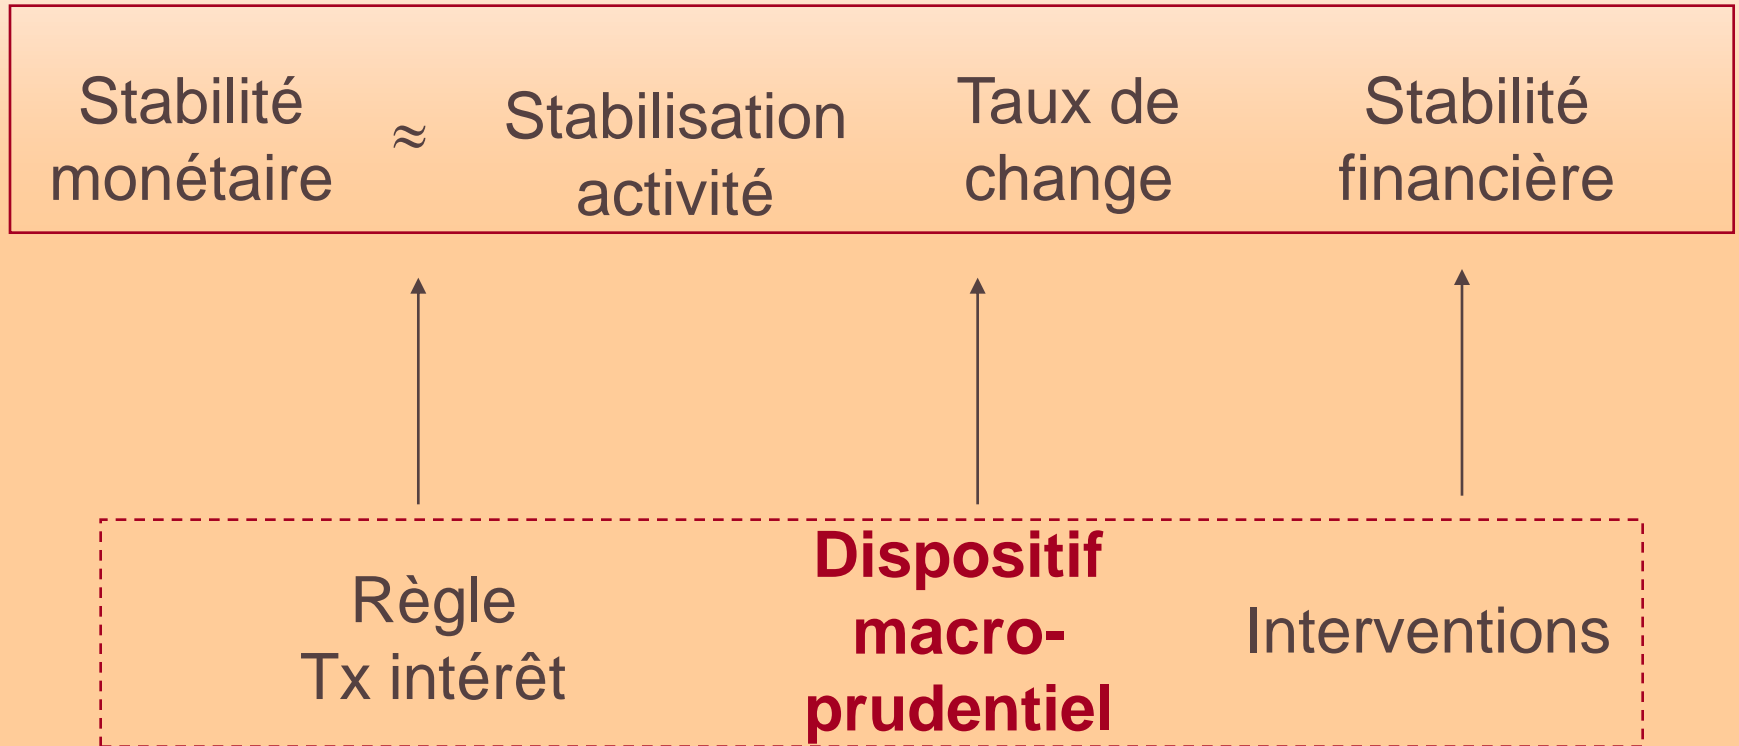 Stabilité
monétaire
≈
Stabilisation
activité
Taux de
change
Stabilité
financière
Règle
Tx intérêt
Dispositif
macro-
prudentiel
Interventions